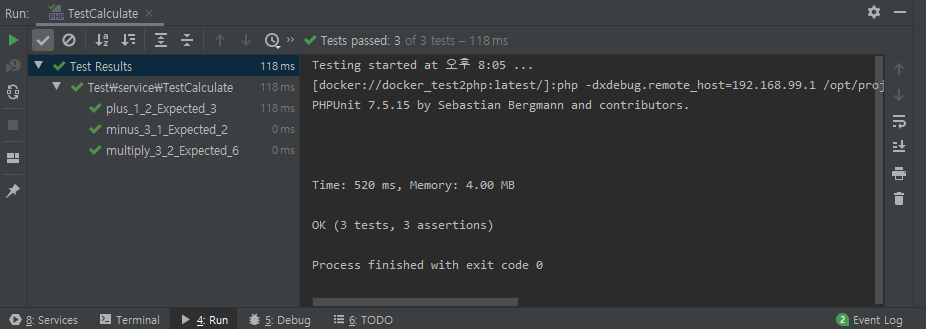 Run: TestCalculate
PHP
Tests passed: 3 of 3 tests – 118 ms
Test Results 118 ms
Test₩service₩TestCalculate 118 ms
plus_1_2_Expected_3 118 ms
minus_3_1_Expected_2 0 ms
multiply_3_2_Expected_6 0 ms
Testing started at 오후 8:05 ...
[docker://docker_test2php:latest/]:php -dxdebug.remote_host=192.168.99.1 /opt/proj
PHPUnit 7.5.15 by Sebastian Bergmann and contributors.
Time: 520 ms, Memory: 4.00 MB
OK (3 tests, 3 assertions)
Process finished with exit code 0
8: Services Terminal 4: Run 5: Debug 6: TODO 2 Event Log